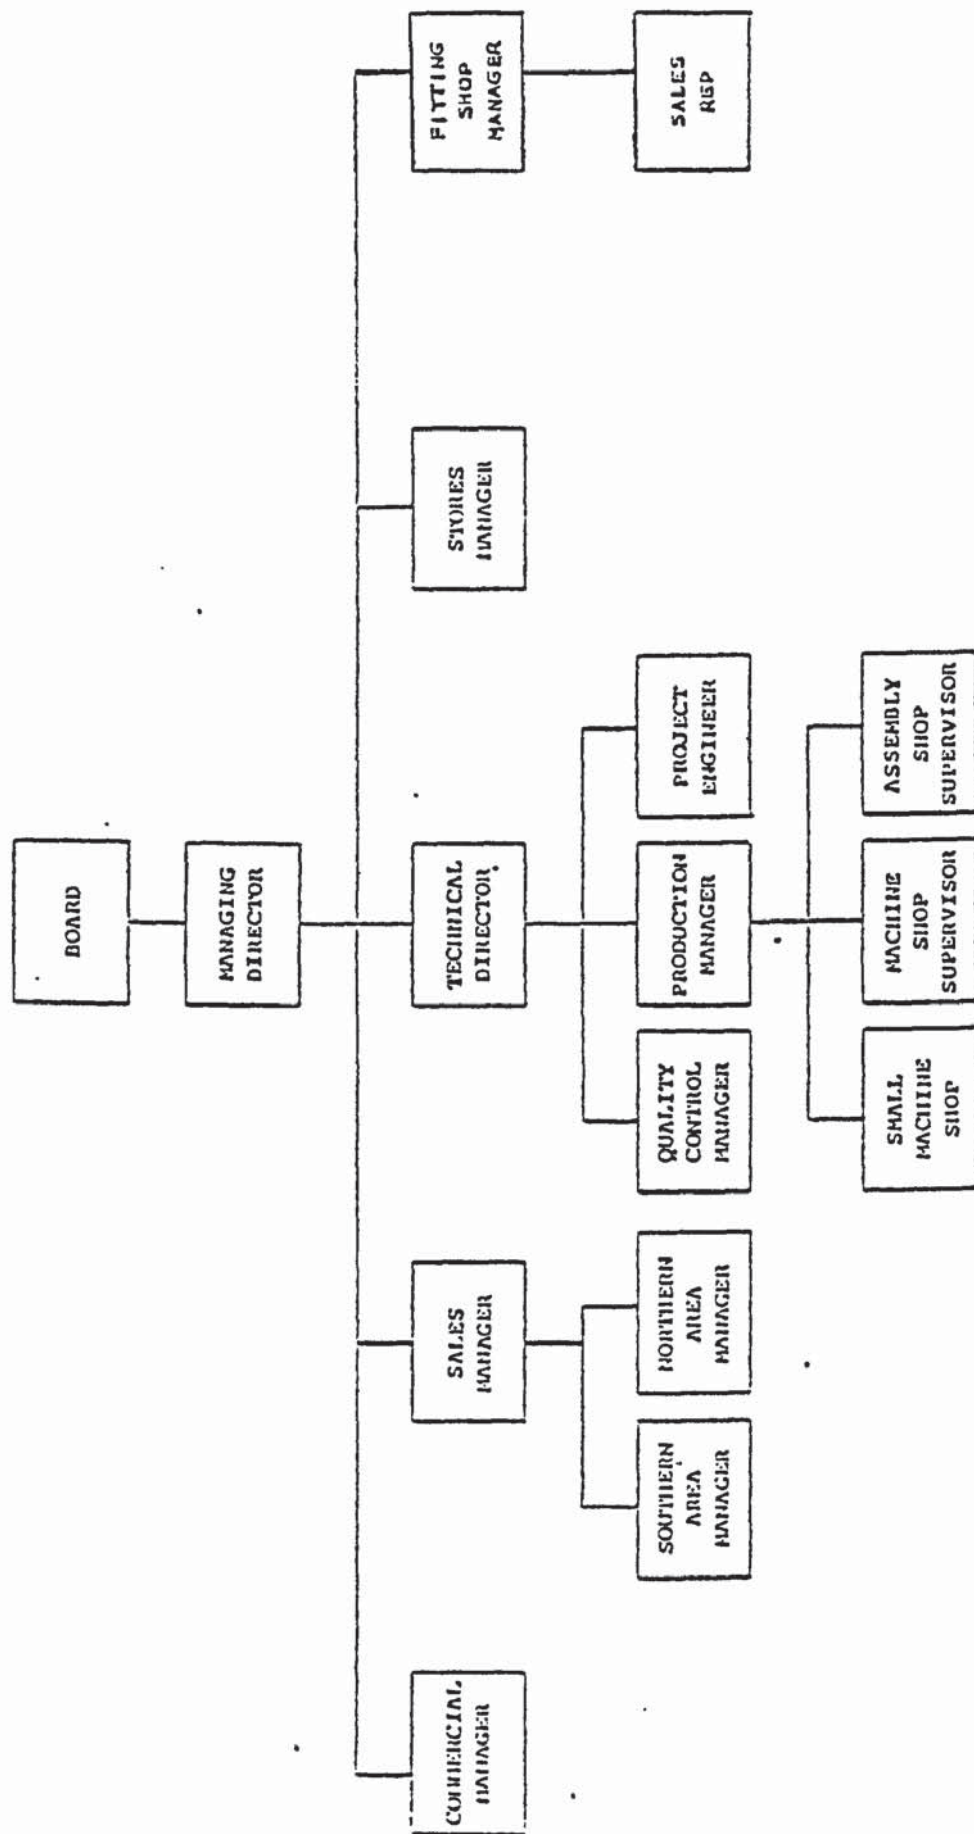 BOARD
MANAGING
DIRECTOR
COMMERCIAL
MANAGER
SALES
MANAGER
TECHNICAL
DIRECTOR
STORES
MANAGER
FITTING
SHOP
MANAGER
SOUTHERN
AREA
MANAGER
NORTHERN
AREA
MANAGER
QUALITY
CONTROL
MANAGER
PRODUCTION
MANAGER
PROJECT
ENGINEER
SALES
REP
SMALL
MACHINE
SHOP
MACHINE
SHOP
SUPERVISOR
ASSEMBLY
SHOP
SUPERVISOR